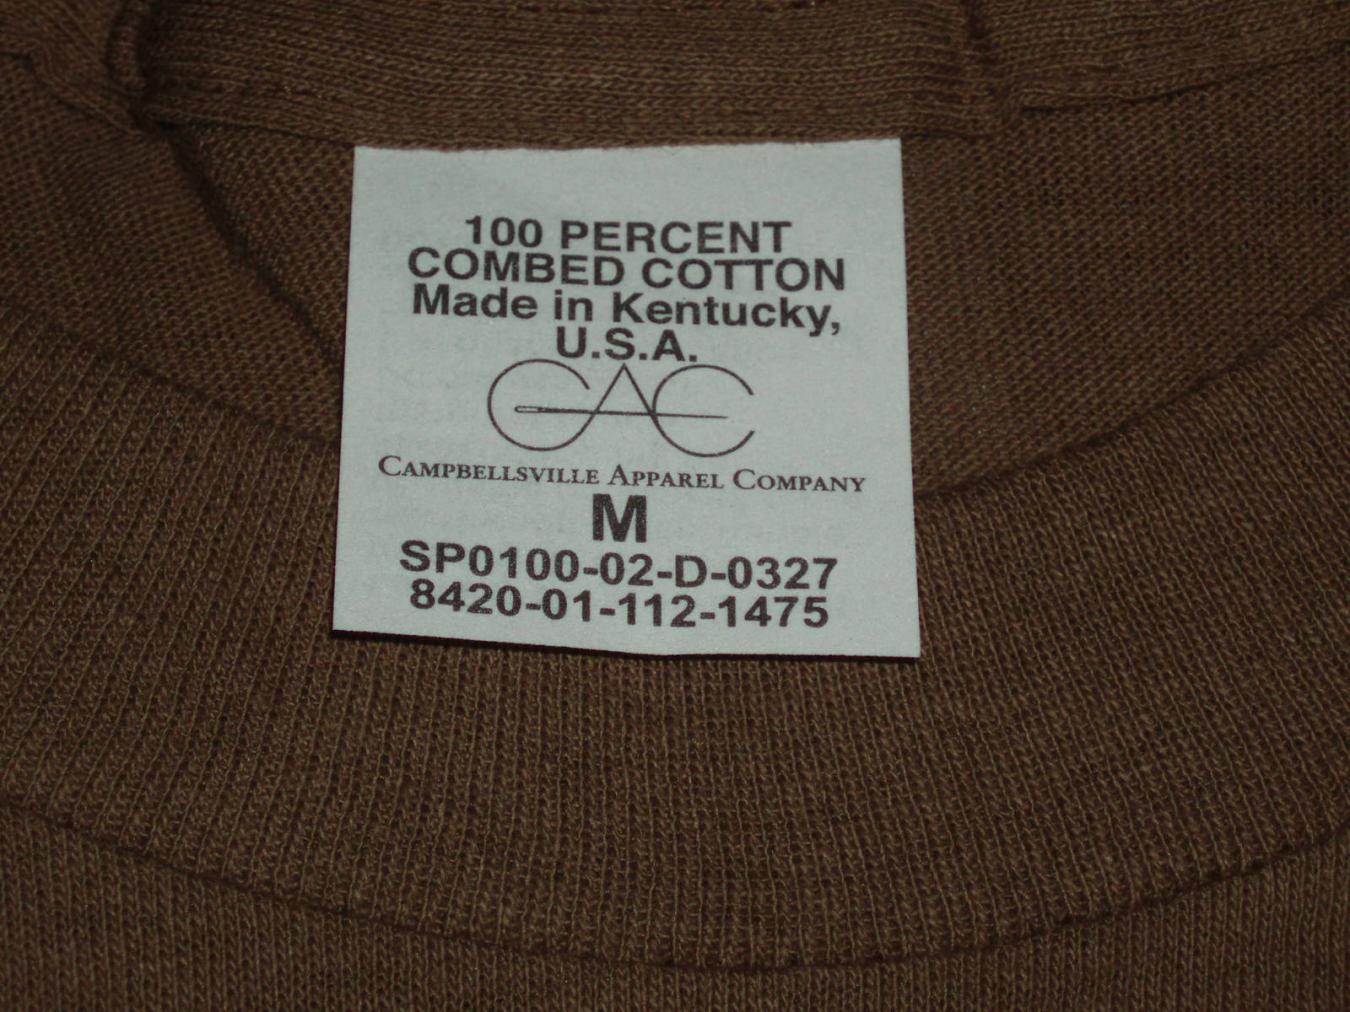 100 PERCENT
COMBED COTTON
Made in Kentucky,
U.S.A.
CAC
CAMPBELLSVILLE APPAREL COMPANY
M
SP0100-02-D-0327
8420-01-112-1475